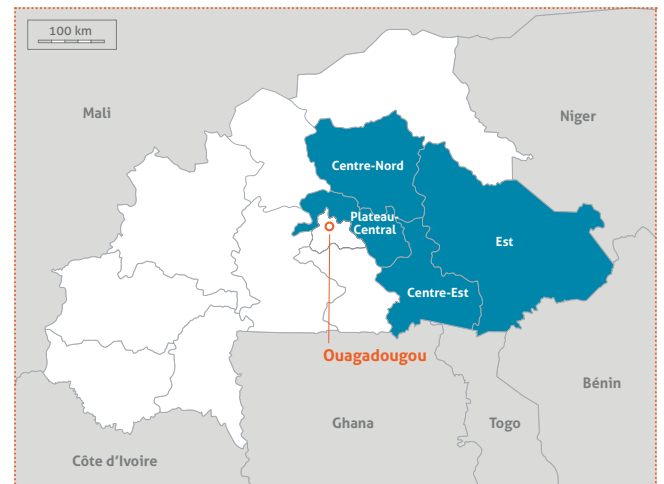 100 km
Mali
Niger
Centre-Nord
Plateau-
Central
Est
Centre-Est
Ouagadougou
Bénin
Ghana
Togo
Côte d'Ivoire